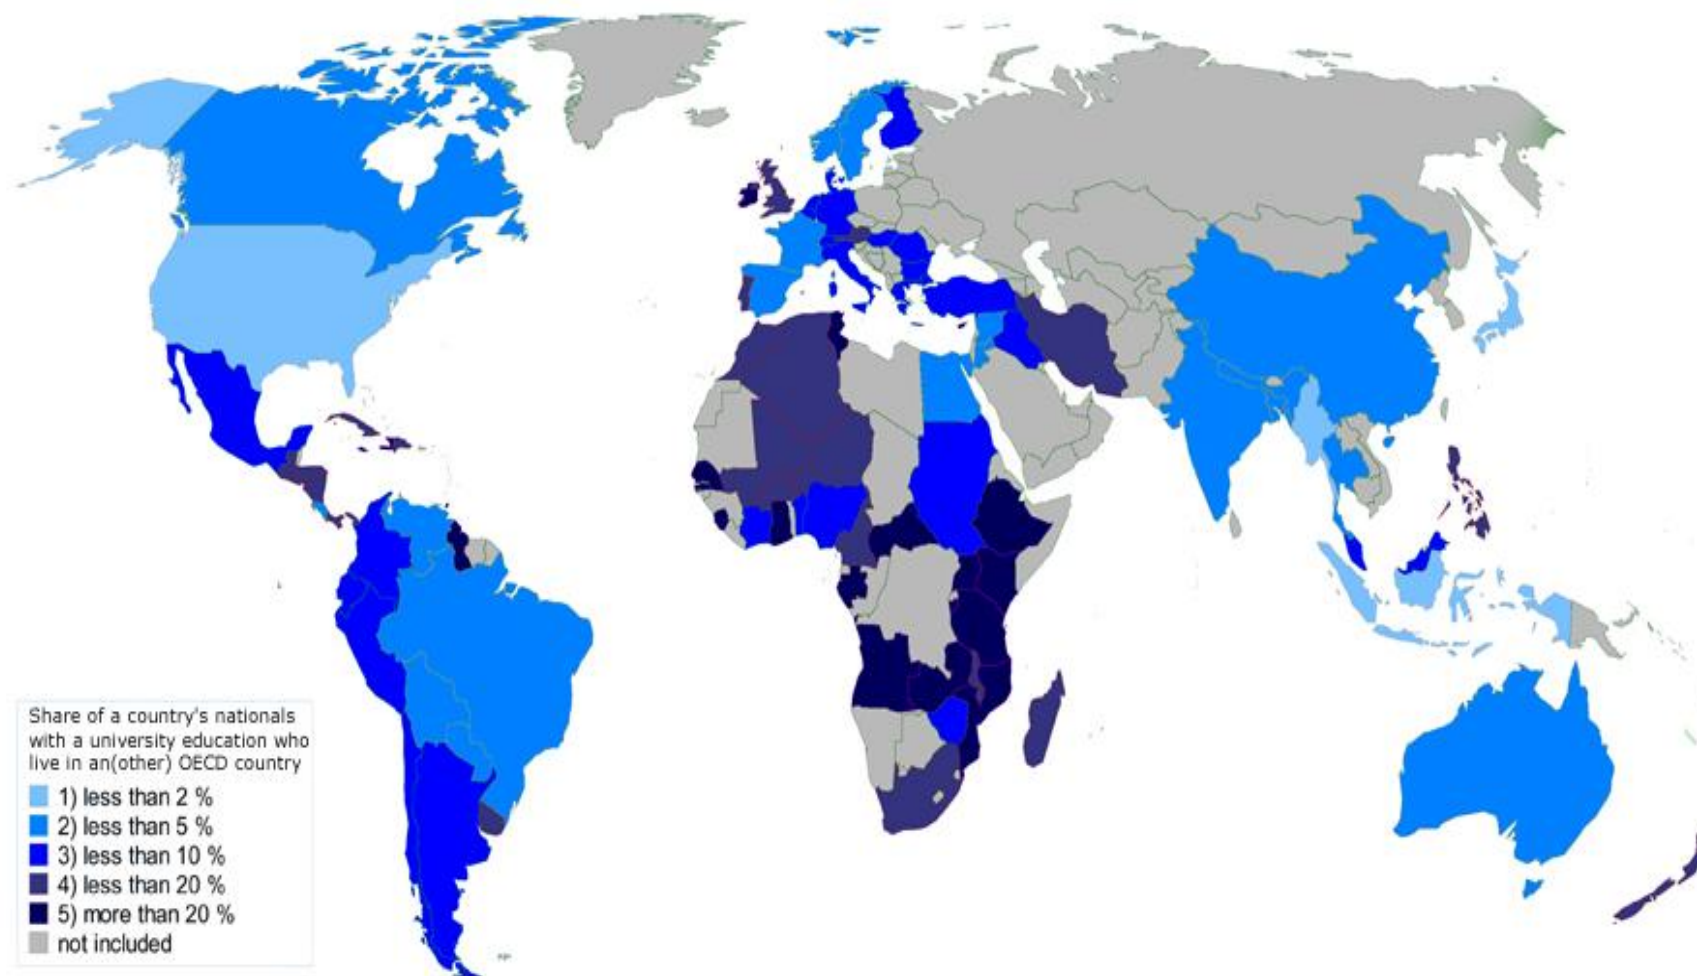 Share of a country's nationals
with a university education who
live in an(other) OECD country
1) less than 2 %
2) less than 5 %
3) less than 10 %
4) less than 20 %
5) more than 20 %
not included